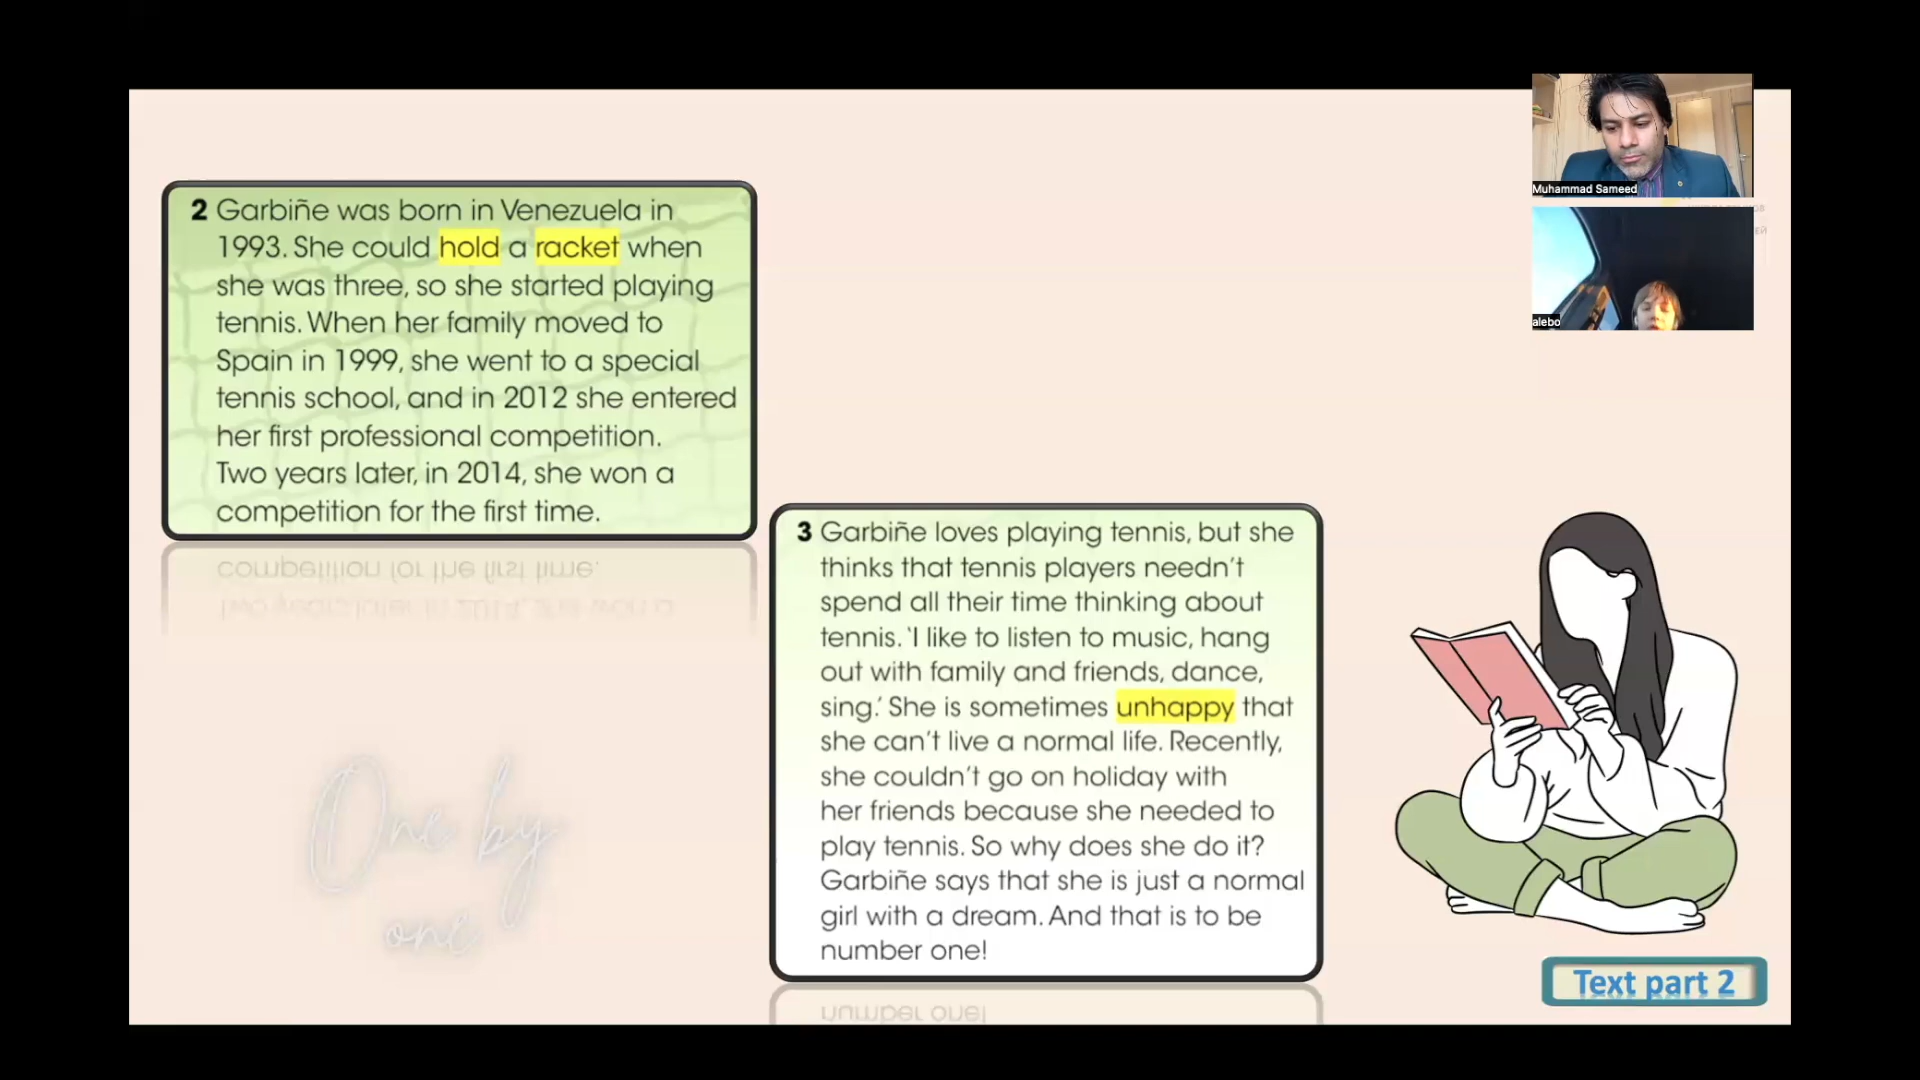 2 Garbiñe was born in Venezuela in
1993. She could hold a racket when
she was three, so she started playing
tennis. When her family moved to
Spain in 1999, she went to a special
tennis school, and in 2012 she entered
her first professional competition.
Two years later, in 2014, she won a
competition for the first time.
3 Garbiñe loves playing tennis, but she
thinks that tennis players needn't
spend all their time thinking about
tennis. 'I like to listen to music, hang
out with family and friends, dance,
sing.' She is sometimes unhappy that
she can't live a normal life. Recently,
she couldn't go on holiday with
her friends because she needed to
play tennis. So why does she do it?
Garbiñe says that she is just a normal
girl with a dream. And that is to be
number one!
One by
one
Text part 2
Muhammad Sameed
alebo